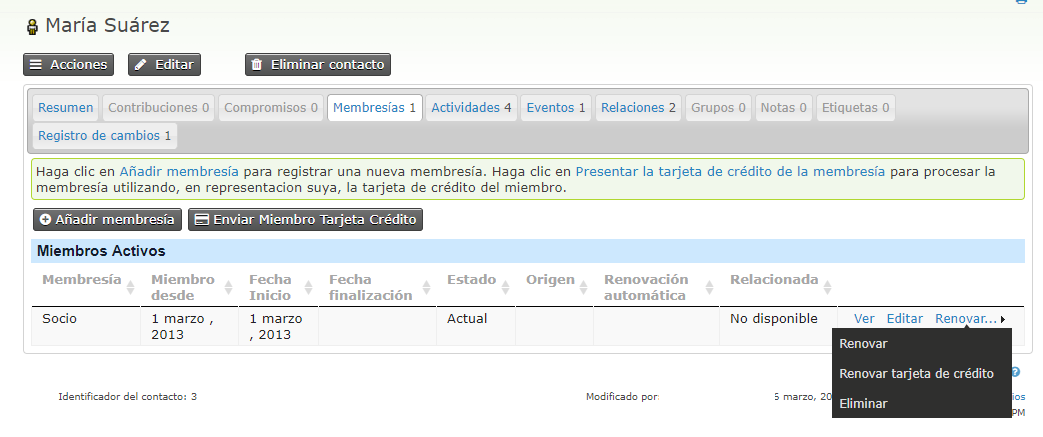 María Suárez
Acciones Editar Eliminar contacto
Resumen Contribuciones 0 Compromisos 0 Membresías 1 Actividades 4 Eventos 1 Relaciones 2 Grupos 0 Notas 0 Etiquetas 0
Registro de cambios 1
Haga clic en Añadir membresía para registrar una nueva membresía. Haga clic en Presentar la tarjeta de crédito de la membresía para procesar la
membresía utilizando, en representacion suya, la tarjeta de crédito del miembro.
Añadir membresía Enviar Miembro Tarjeta Crédito
Miembros Activos
Membresía Miembro desde Fecha Inicio Fecha finalización Estado Origen Renovación automática Relacionada
Socio 1 marzo , 2013 1 marzo , 2013 Actual No disponible Ver Editar Renovar...
Renovar
Renovar tarjeta de crédito
Eliminar
Identificador del contacto: 3 Modificado por: marzo, 20 ios
PM